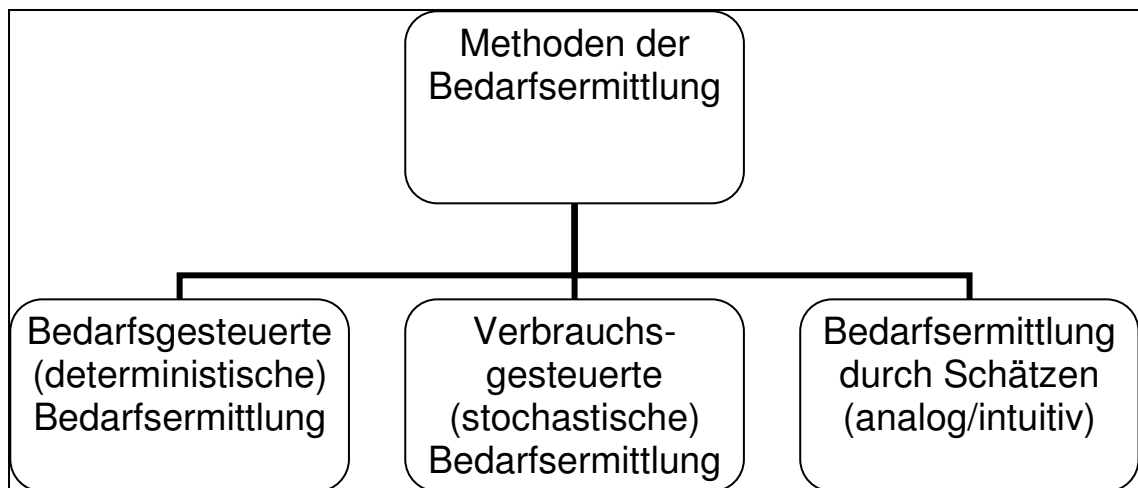 Methoden der
Bedarfsermittlung
Bedarfsgesteuerte
(deterministische)
Bedarfsermittlung
Verbrauchs-
gesteuerte
(stochastische)
Bedarfsermittlung
Bedarfsermittlung
durch Schätzen
(analog/intuitiv)